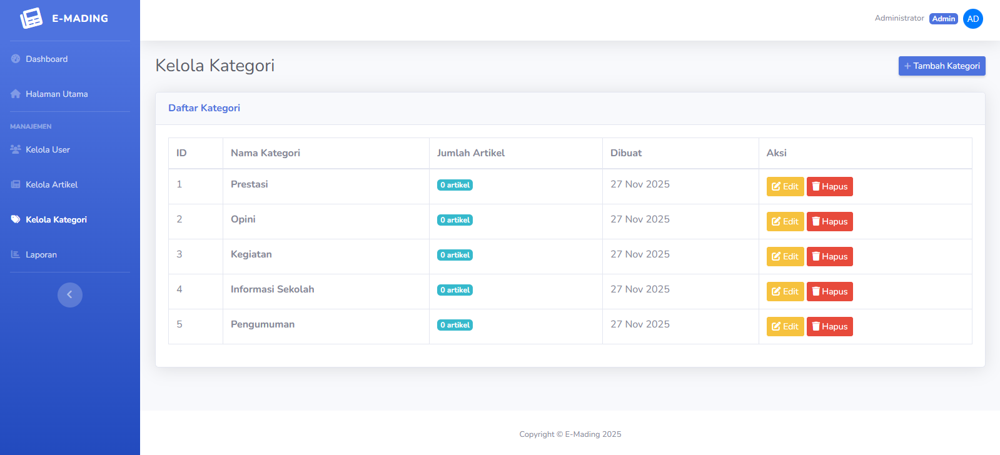 E-MADING
Administrator Admin AD
Dashboard
Halaman Utama
MANAJEMEN
Kelola User
Kelola Artikel
Kelola Kategori
Laporan
Kelola Kategori
+ Tambah Kategori
Daftar Kategori
ID Nama Kategori Jumlah Artikel Dibuat Aksi
1 Prestasi 0 artikel 27 Nov 2025 Edit Hapus
2 Opini 0 artikel 27 Nov 2025 Edit Hapus
3 Kegiatan 0 artikel 27 Nov 2025 Edit Hapus
4 Informasi Sekolah 0 artikel 27 Nov 2025 Edit Hapus
5 Pengumuman 0 artikel 27 Nov 2025 Edit Hapus
Copyright © E-Mading 2025